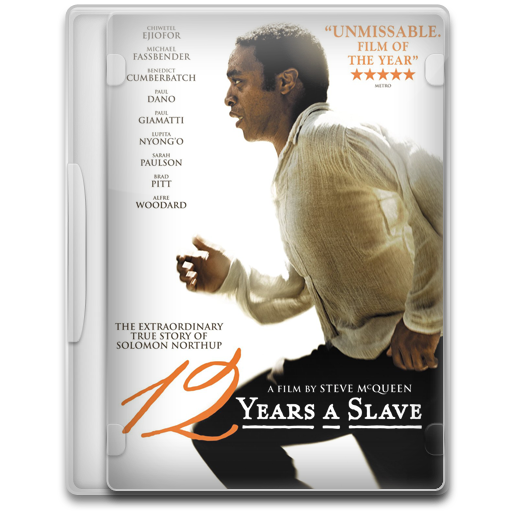 CHIWETEL
EJIOFOR
MICHAEL
FASSBENDER
BENEDICT
CUMBERBATCH
PAUL
DANO
PAUL
GIAMATTI
LUPITA
NYONG'O
SARAH
PAULSON
BRAD
PITT
ALFRE
WOODARD
"UNMISSABLE.
FILM OF
THE YEAR"
★★★★★
METRO
THE EXTRAORDINARY
TRUE STORY OF
SOLOMON NORTHUP
A FILM BY STEVE McQUEEN
12 YEARS A SLAVE